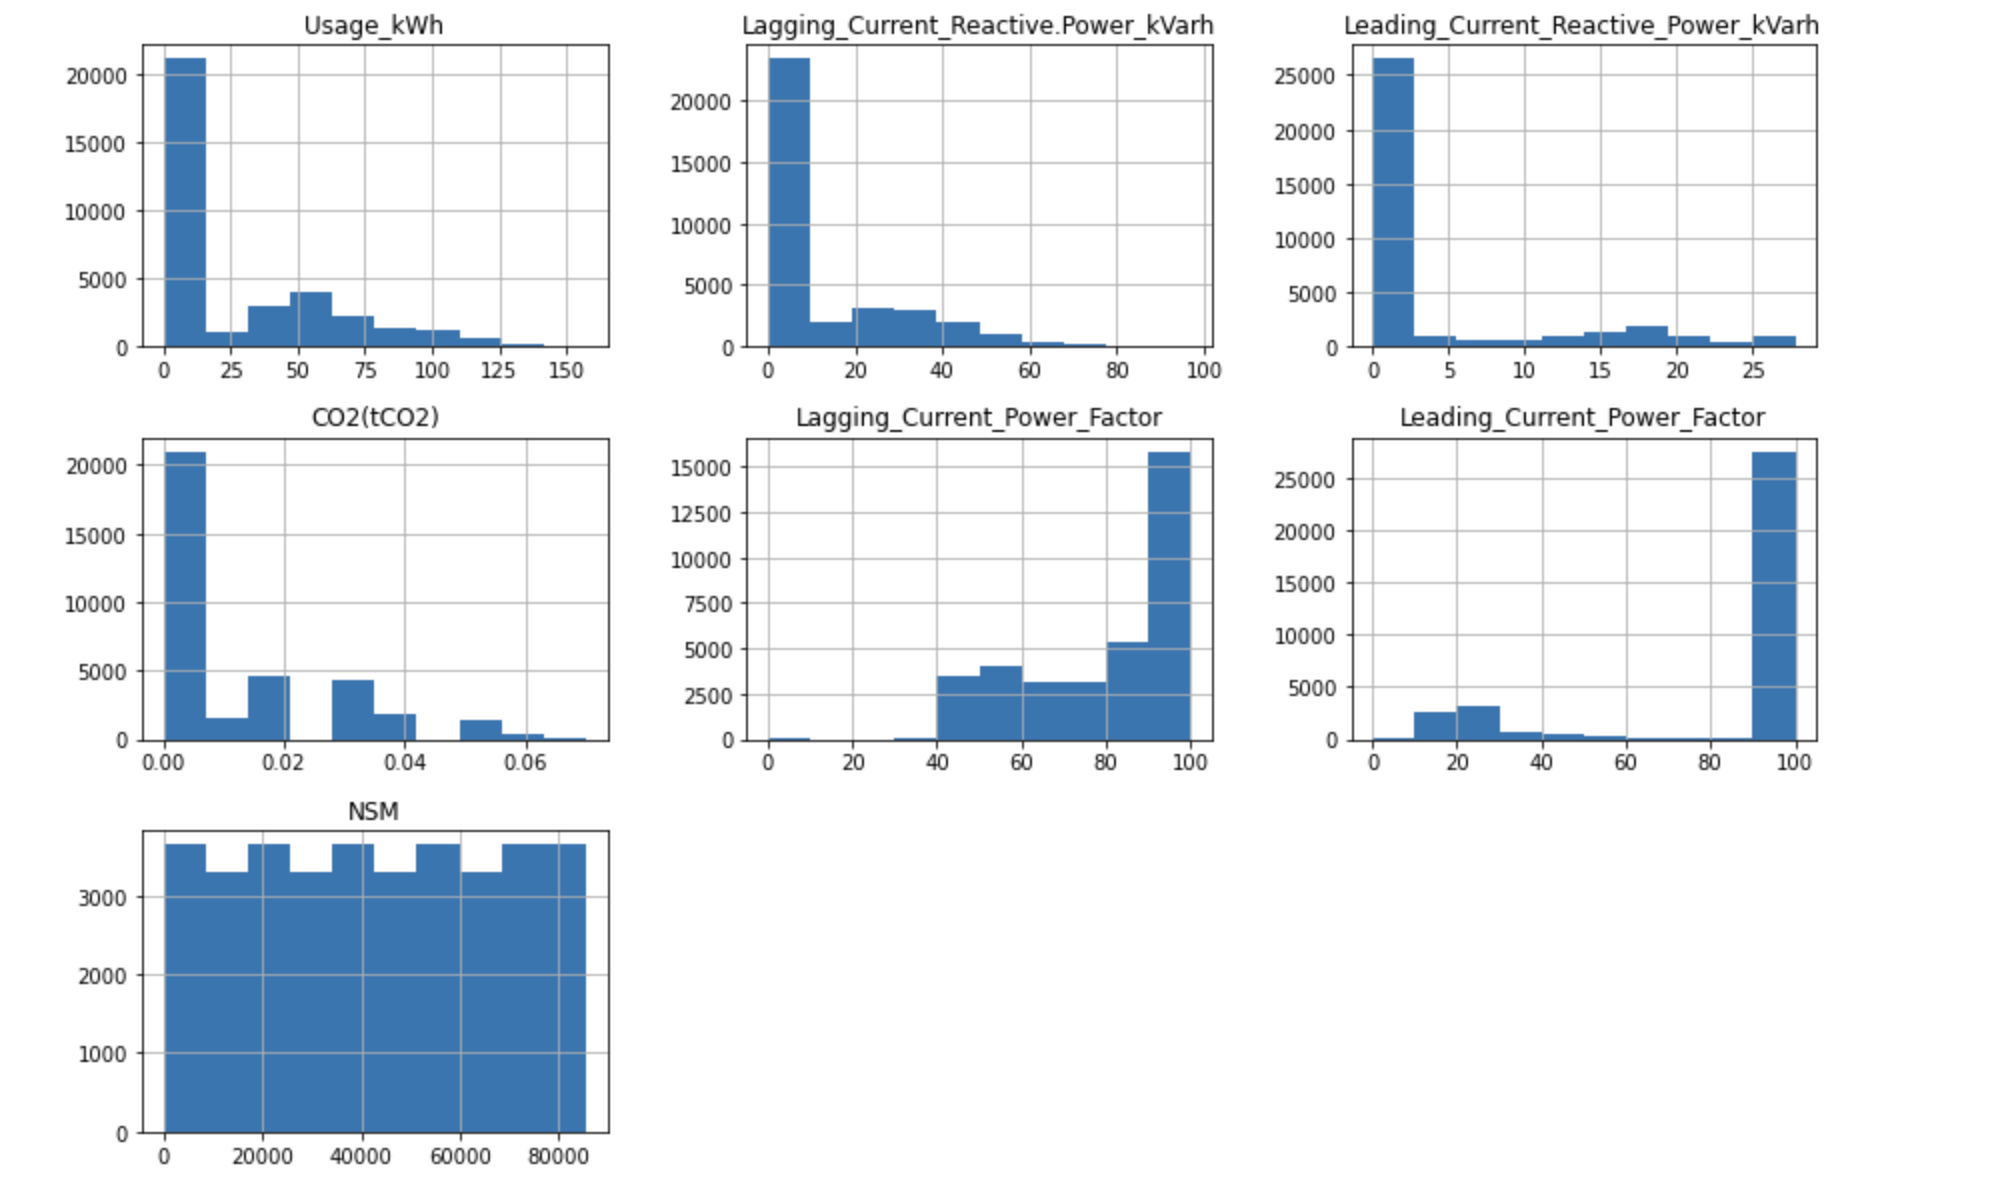 Usage_kWh
20000
15000
10000
5000
0
0 25 50 75 100 125 150
Lagging_Current_Reactive.Power_kVarh
20000
15000
10000
5000
0
0 20 40 60 80 100
Leading_Current_Reactive_Power_kVarh
25000
20000
15000
10000
5000
0
0 5 10 15 20 25
CO2(tCO2)
20000
15000
10000
5000
0
0.00 0.02 0.04 0.06
Lagging_Current_Power_Factor
15000
12500
10000
7500
5000
2500
0
0 20 40 60 80 100
Leading_Current_Power_Factor
25000
20000
15000
10000
5000
0
0 20 40 60 80 100
NSM
3000
2000
1000
0
0 20000 40000 60000 80000